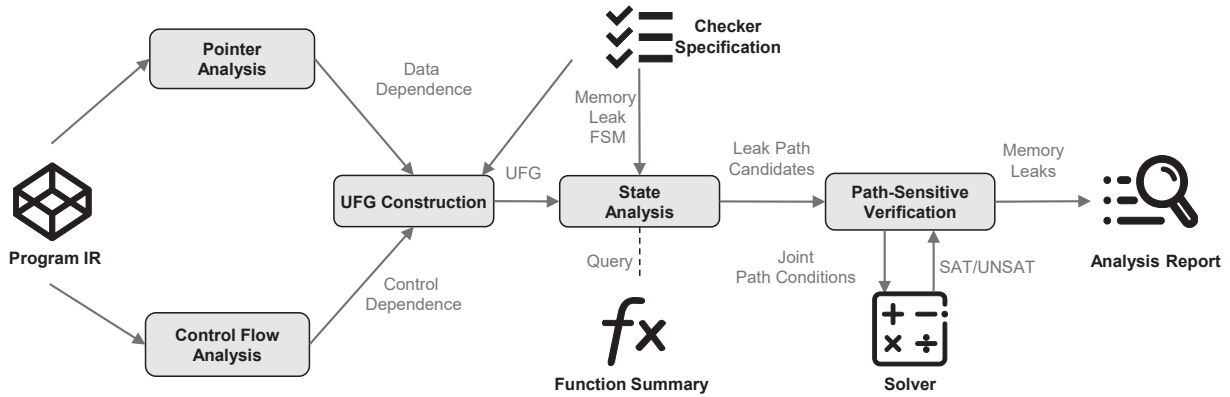 Checker
Specification
Pointer
Analysis
Data
Dependence
Memory
Leak
FSM
Leak Path
Candidates
Memory
Leaks
UFG
UFG Construction
State
Analysis
Path-Sensitive
Verification
Program IR
Analysis Report
Query
Joint
Path Conditions
SAT/UNSAT
Control
Dependence
Control Flow
Analysis
Function Summary
Solver